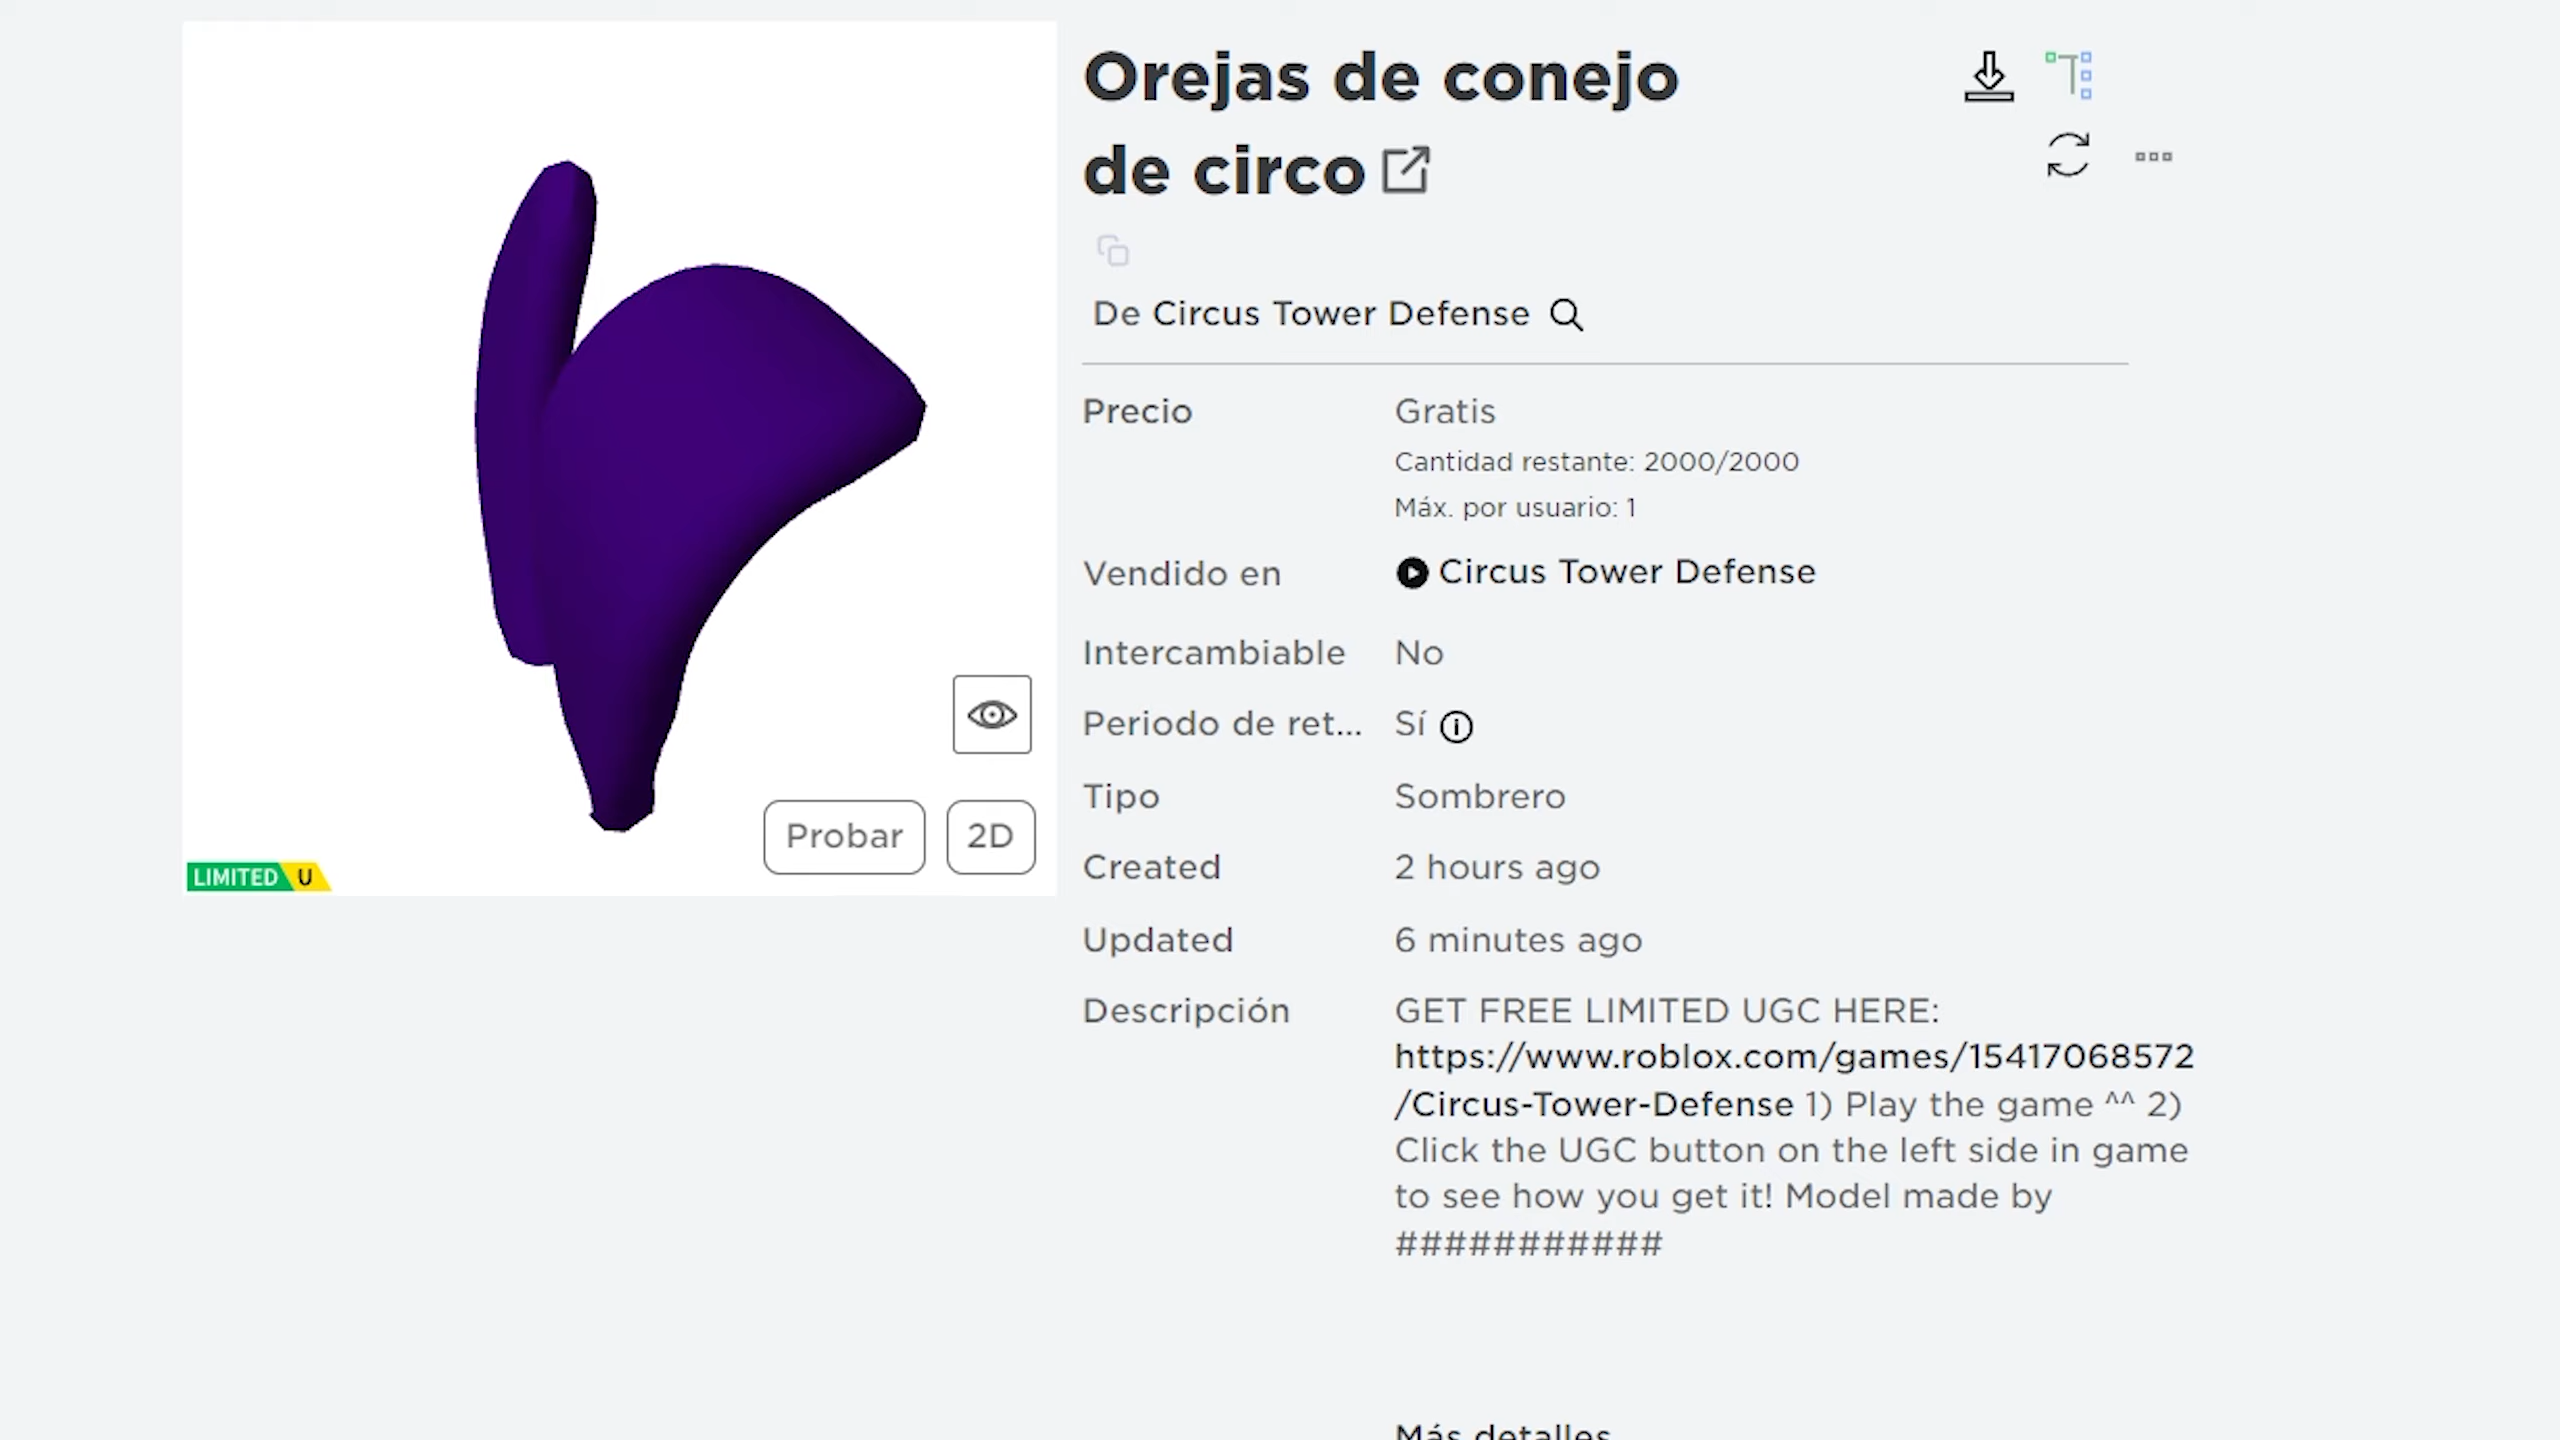 Orejas de conejo
de circo
De Circus Tower Defense
Precio
Gratis
Cantidad restante: 2000/2000
Máx. por usuario: 1
Vendido en
Circus Tower Defense
Intercambiable
No
Periodo de ret...
Sí
Tipo
Sombrero
Created
2 hours ago
Updated
6 minutes ago
Descripción
GET FREE LIMITED UGC HERE:
https://www.roblox.com/games/15417068572
/Circus-Tower-Defense 1) Play the game ^^ 2)
Click the UGC button on the left side in game
to see how you get it! Model made by
###########
Más detalles
Probar
2D
LIMITED U